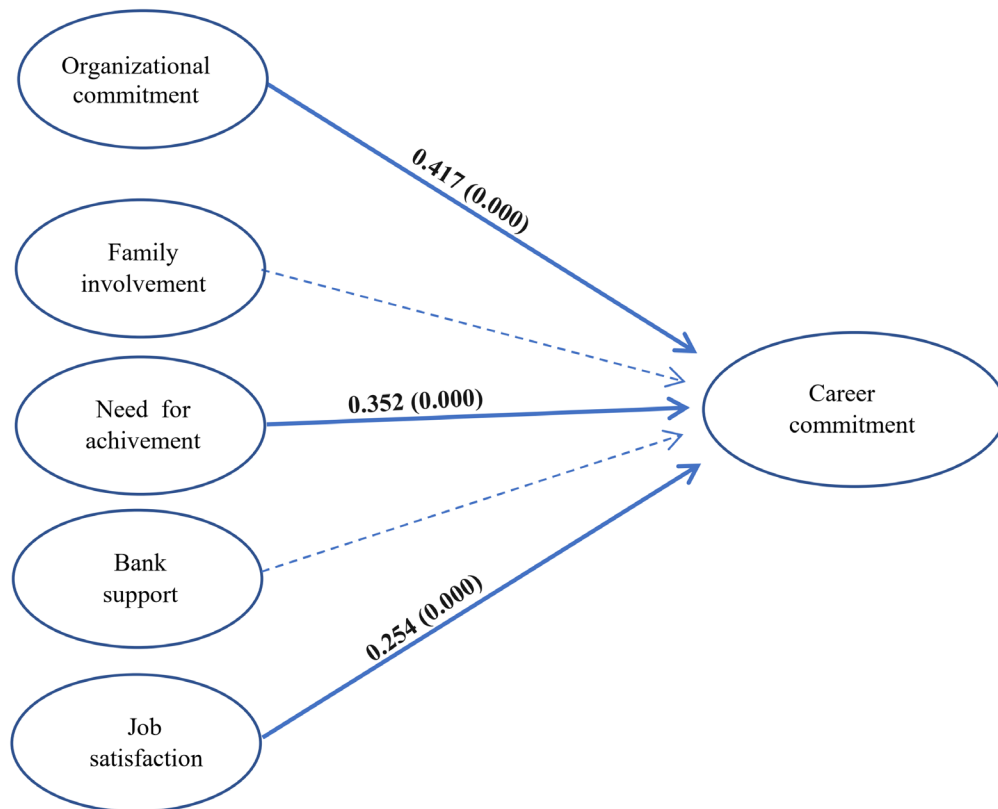 Organizational
commitment
0.417 (0.000)
Family
involvement
Need for
achivement
0.352 (0.000)
Career
commitment
Bank
support
0.254 (0.000)
Job
satisfaction